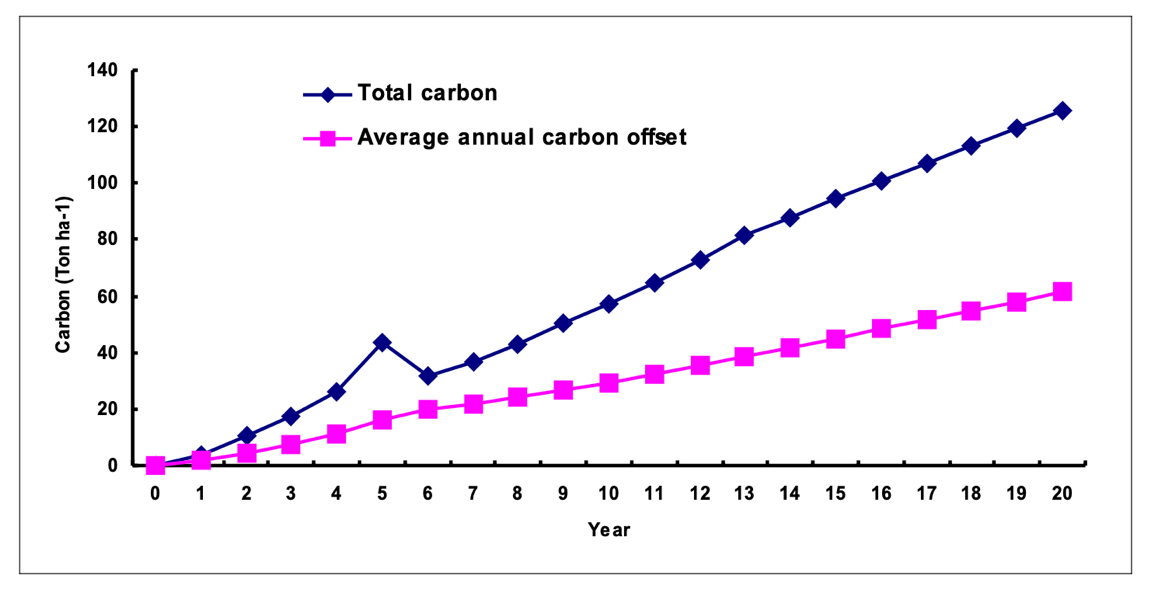 140
Total carbon
120
Average annual carbon offset
100
80
60
40
20
0
Carbon (Ton ha-1)
0 1 2 3 4 5 6 7 8 9 10 11 12 13 14 15 16 17 18 19 20
Year